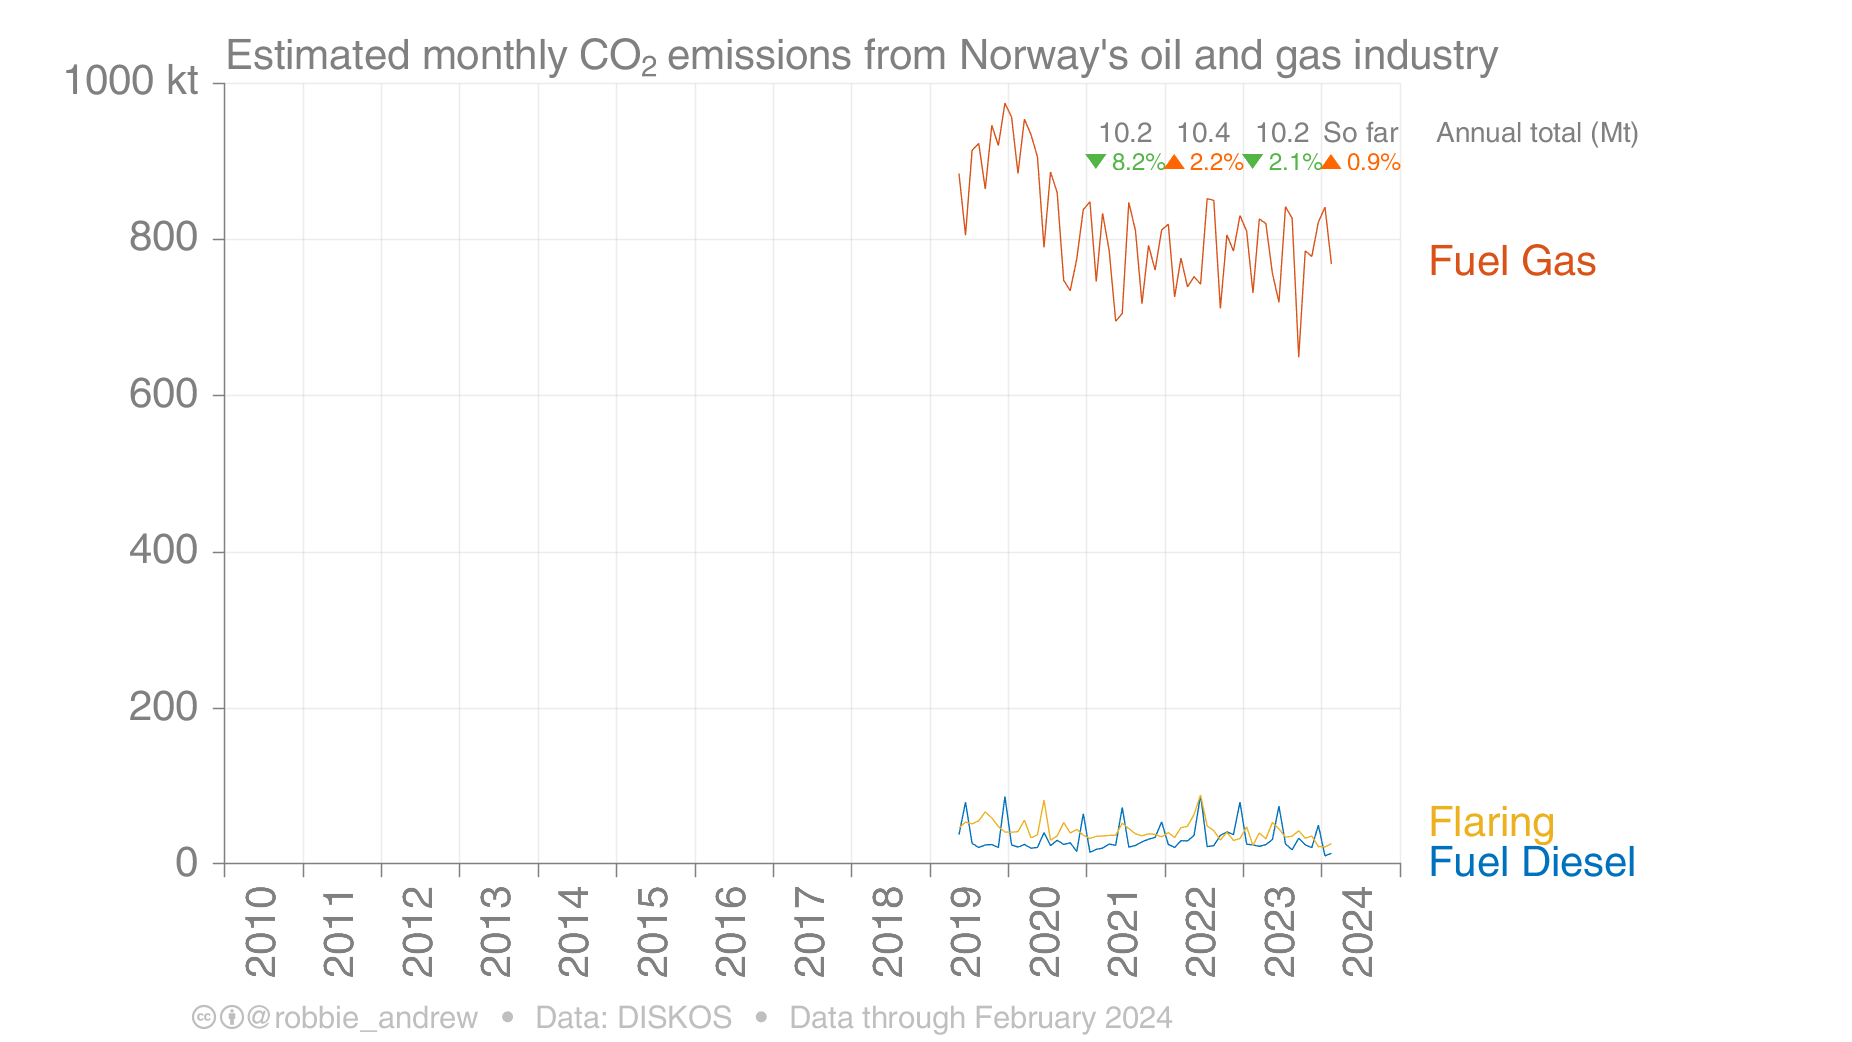 Estimated monthly CO₂ emissions from Norway's oil and gas industry
1000 kt
800
600
400
200
0
10.2 10.4 10.2 So far Annual total (Mt)
▼ 8.2% ▲ 2.2% ▼ 2.1% ▲ 0.9%
Fuel Gas
Flaring
Fuel Diesel
2010 2011 2012 2013 2014 2015 2016 2017 2018 2019 2020 2021 2022 2023 2024
cc @robbie_andrew • Data: DISKOS • Data through February 2024